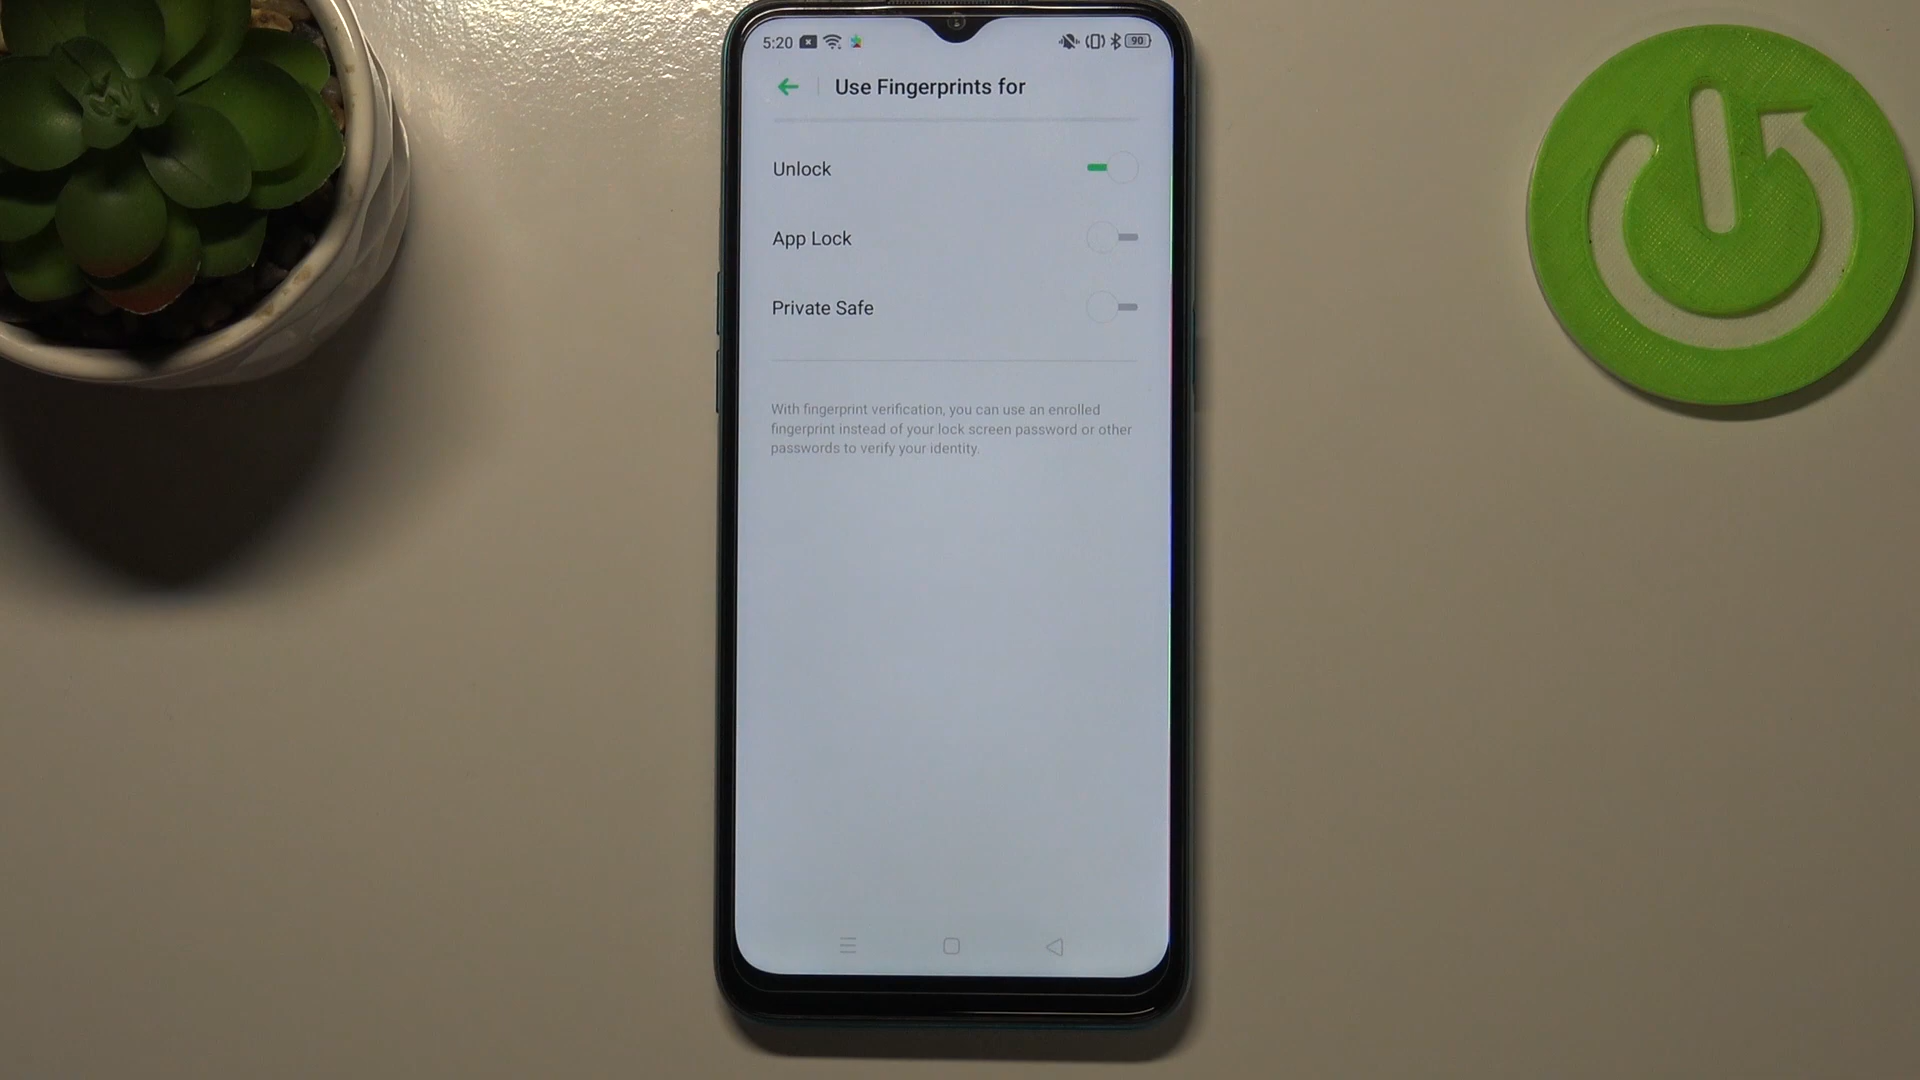 5:20
90
Use Fingerprints for
Unlock
App Lock
Private Safe
With fingerprint verification, you can use an enrolled
fingerprint instead of your lock screen password or other
passwords to verify your identity.